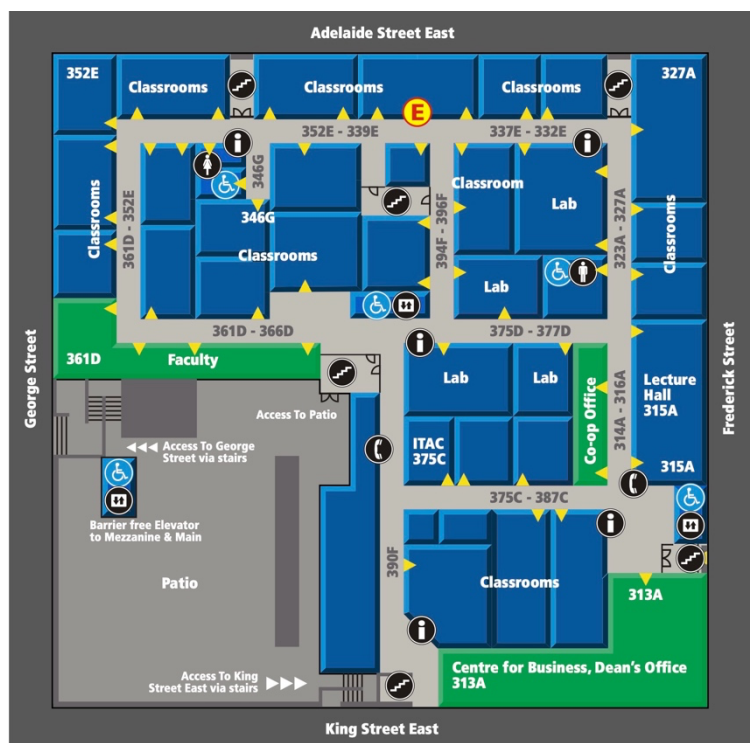 Adelaide Street East
352E
Classrooms
Classrooms
Classrooms
327A
E
352E - 339E
337E - 332E
346G
346G
Classrooms
361D - 352E
Classrooms
394F - 396F
Classroom
Lab
Lab
323A - 327A
Classrooms
George Street
Frederick Street
361D - 366D
375D - 377D
361D
Faculty
Lab
Lab
Co-op Office
314A - 316A
Lecture
Hall
315A
315A
Access To Patio
Access To George
Street via stairs
ITAC
375C
Barrier free Elevator
to Mezzanine & Main
375C - 387C
390F
Patio
Classrooms
313A
Access To King
Street East via stairs
Centre for Business, Dean's Office
313A
King Street East